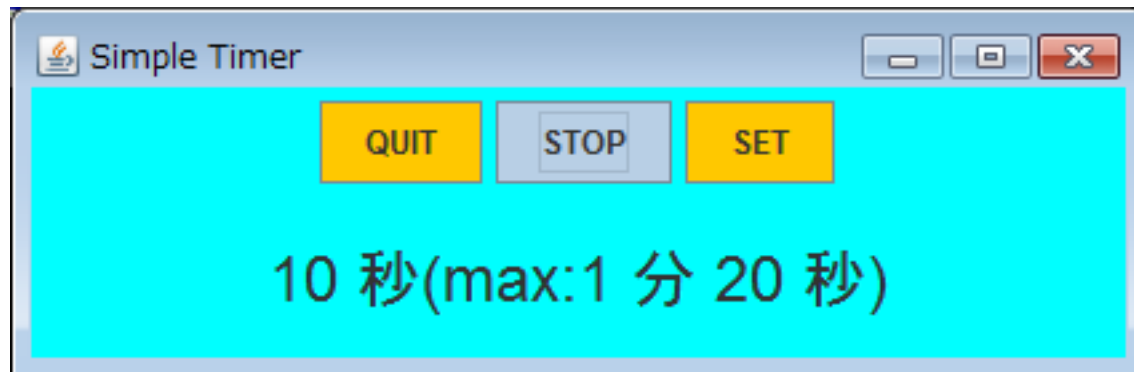 Simple Timer
QUIT STOP SET
10 秒(max:1 分 20 秒)